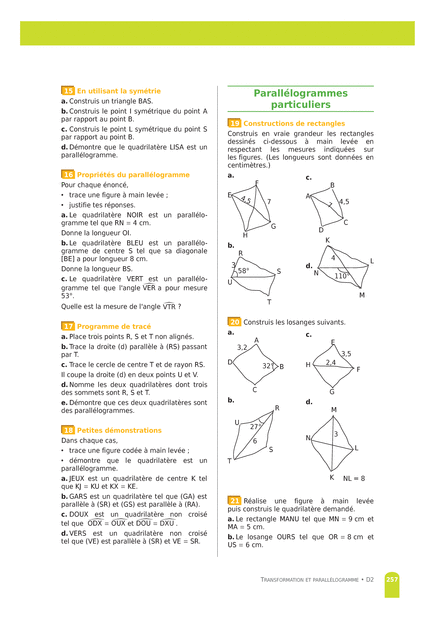 15 En utilisant la symétrie
a. Construis un triangle BAS.
b. Construis le point I symétrique du point A
par rapport au point B.
c. Construis le point L symétrique du point S
par rapport au point B.
d. Démontre que le quadrilatère LISA est un
parallélogramme.
16 Propriétés du parallélogramme
Pour chaque énoncé,
• trace une figure à main levée ;
• justifie tes réponses.
a. Le quadrilatère NOIR est un parallélo-
gramme tel que RN = 4 cm.
Donne la longueur OI.
b. Le quadrilatère BLEU est un parallélo-
gramme de centre S tel que sa diagonale
[BE] a pour longueur 8 cm.
Donne la longueur BS.
c. Le quadrilatère VERT est un parallélo-
gramme tel que l'angle VER a pour mesure
53°.
Quelle est la mesure de l'angle VTR ?
17 Programme de tracé
a. Place trois points R, S et T non alignés.
b. Trace la droite (d) parallèle à (RS) passant
par T.
c. Trace le cercle de centre T et de rayon RS.
Il coupe la droite (d) en deux points U et V.
d. Nomme les deux quadrilatères dont trois
des sommets sont R, S et T.
e. Démontre que ces deux quadrilatères sont
des parallélogrammes.
18 Petites démonstrations
Dans chaque cas,
• trace une figure codée à main levée ;
• démontre que le quadrilatère est un
parallélogramme.
a. JEUX est un quadrilatère de centre K tel
que KJ = KU et KX = KE.
b. GARS est un quadrilatère tel que (GA) est
parallèle à (SR) et (GS) est parallèle à (RA).
c. DOUX est un quadrilatère non croisé
tel que ODX = OUX et DOU = DXU .
d. VERS est un quadrilatère non croisé
tel que (VE) est parallèle à (SR) et VE = SR.
Parallélogrammes
particuliers
19 Constructions de rectangles
Construis en vraie grandeur les rectangles
dessinés ci-dessous à main levée en
respectant les mesures indiquées sur
les figures. (Les longueurs sont données en
centimètres.)
a.
F
E
4,5
7
G
H
c.
B
A
4,5
7
C
D
b.
R
3
58°
S
U
T
d.
K
4
L
N
110°
M
20 Construis les losanges suivants.
a.
A
3,2
D
32°
B
C
c.
E
3,5
H
2,4
F
G
b.
R
U
27°
6
S
T
d.
M
N
3
L
K
NL = 8
21 Réalise une figure à main levée
puis construis le quadrilatère demandé.
a. Le rectangle MANU tel que MN = 9 cm et
MA = 5 cm.
b. Le losange OURS tel que OR = 8 cm et
US = 6 cm.
TRANSFORMATION ET PARALLÉLOGRAMME • D2
257